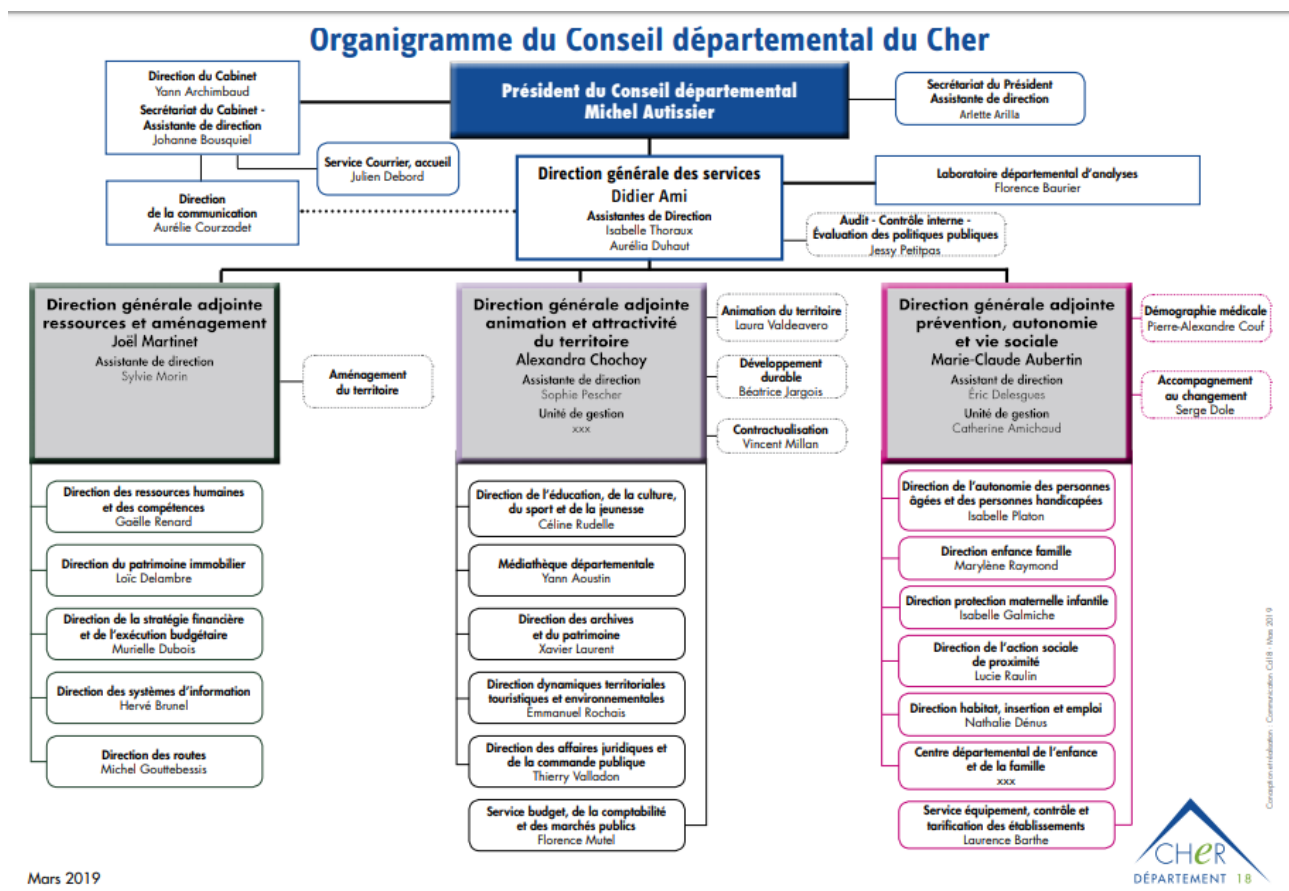 Organigramme du Conseil départemental du Cher
Direction du Cabinet
Yann Archimbaud
Secrétariat du Cabinet -
Assistante de direction
Johanne Bousquiel
Président du Conseil départemental
Michel Autissier
Secrétariat du Président
Assistante de direction
Arlette Arilla
Service Courrier, accueil
Julien Debord
Direction
de la communication
Aurélie Courzadet
Direction générale des services
Didier Ami
Assistantes de Direction
Isabelle Thoraux
Aurélia Duhaut
Laboratoire départemental d'analyses
Florence Baurier
Audit - Contrôle interne -
Évaluation des politiques publiques
Jessy Petitpas
Direction générale adjointe
ressources et aménagement
Joël Martinet
Assistante de direction
Sylvie Morin
Aménagement
du territoire
Direction des ressources humaines
et des compétences
Gaëlle Renard
Direction du patrimoine immobilier
Loïc Delambre
Direction de la stratégie financière
et de l'exécution budgétaire
Murielle Dubois
Direction des systèmes d'information
Hervé Brunel
Direction des routes
Michel Gouttebessis
Direction générale adjointe
animation et attractivité
du territoire
Alexandra Chochoy
Assistante de direction
Sophie Pescher
Unité de gestion
xxx
Animation du territoire
Laura Valdeavero
Développement
durable
Béatrice Jargois
Contractualisation
Vincent Millan
Direction de l'éducation, de la culture,
du sport et de la jeunesse
Céline Rudelle
Médiathèque départementale
Yann Aoustin
Direction des archives
et du patrimoine
Xavier Laurent
Direction dynamiques territoriales
touristiques et environnementales
Emmanuel Rochais
Direction des affaires juridiques et
de la commande publique
Thierry Valladon
Service budget, de la comptabilité
et des marchés publics
Florence Mutel
Direction générale adjointe
prévention, autonomie
et vie sociale
Marie-Claude Aubertin
Assistant de direction
Éric Delesgues
Unité de gestion
Catherine Amichaud
Démographie médicale
Pierre-Alexandre Couf
Accompagnement
au changement
Serge Dole
Direction de l'autonomie des personnes
âgées et des personnes handicapées
Isabelle Platon
Direction enfance famille
Marylène Raymond
Direction protection maternelle infantile
Isabelle Galmiche
Direction de l'action sociale
de proximité
Lucie Raulin
Direction habitat, insertion et emploi
Nathalie Dénus
Centre départemental de l'enfance
et de la famille
xxx
Service équipement, contrôle et
tarification des établissements
Laurence Barthe
Conception et réalisation : Communication Cd18 - Mars 2019
CHer
DÉPARTEMENT 18
Mars 2019